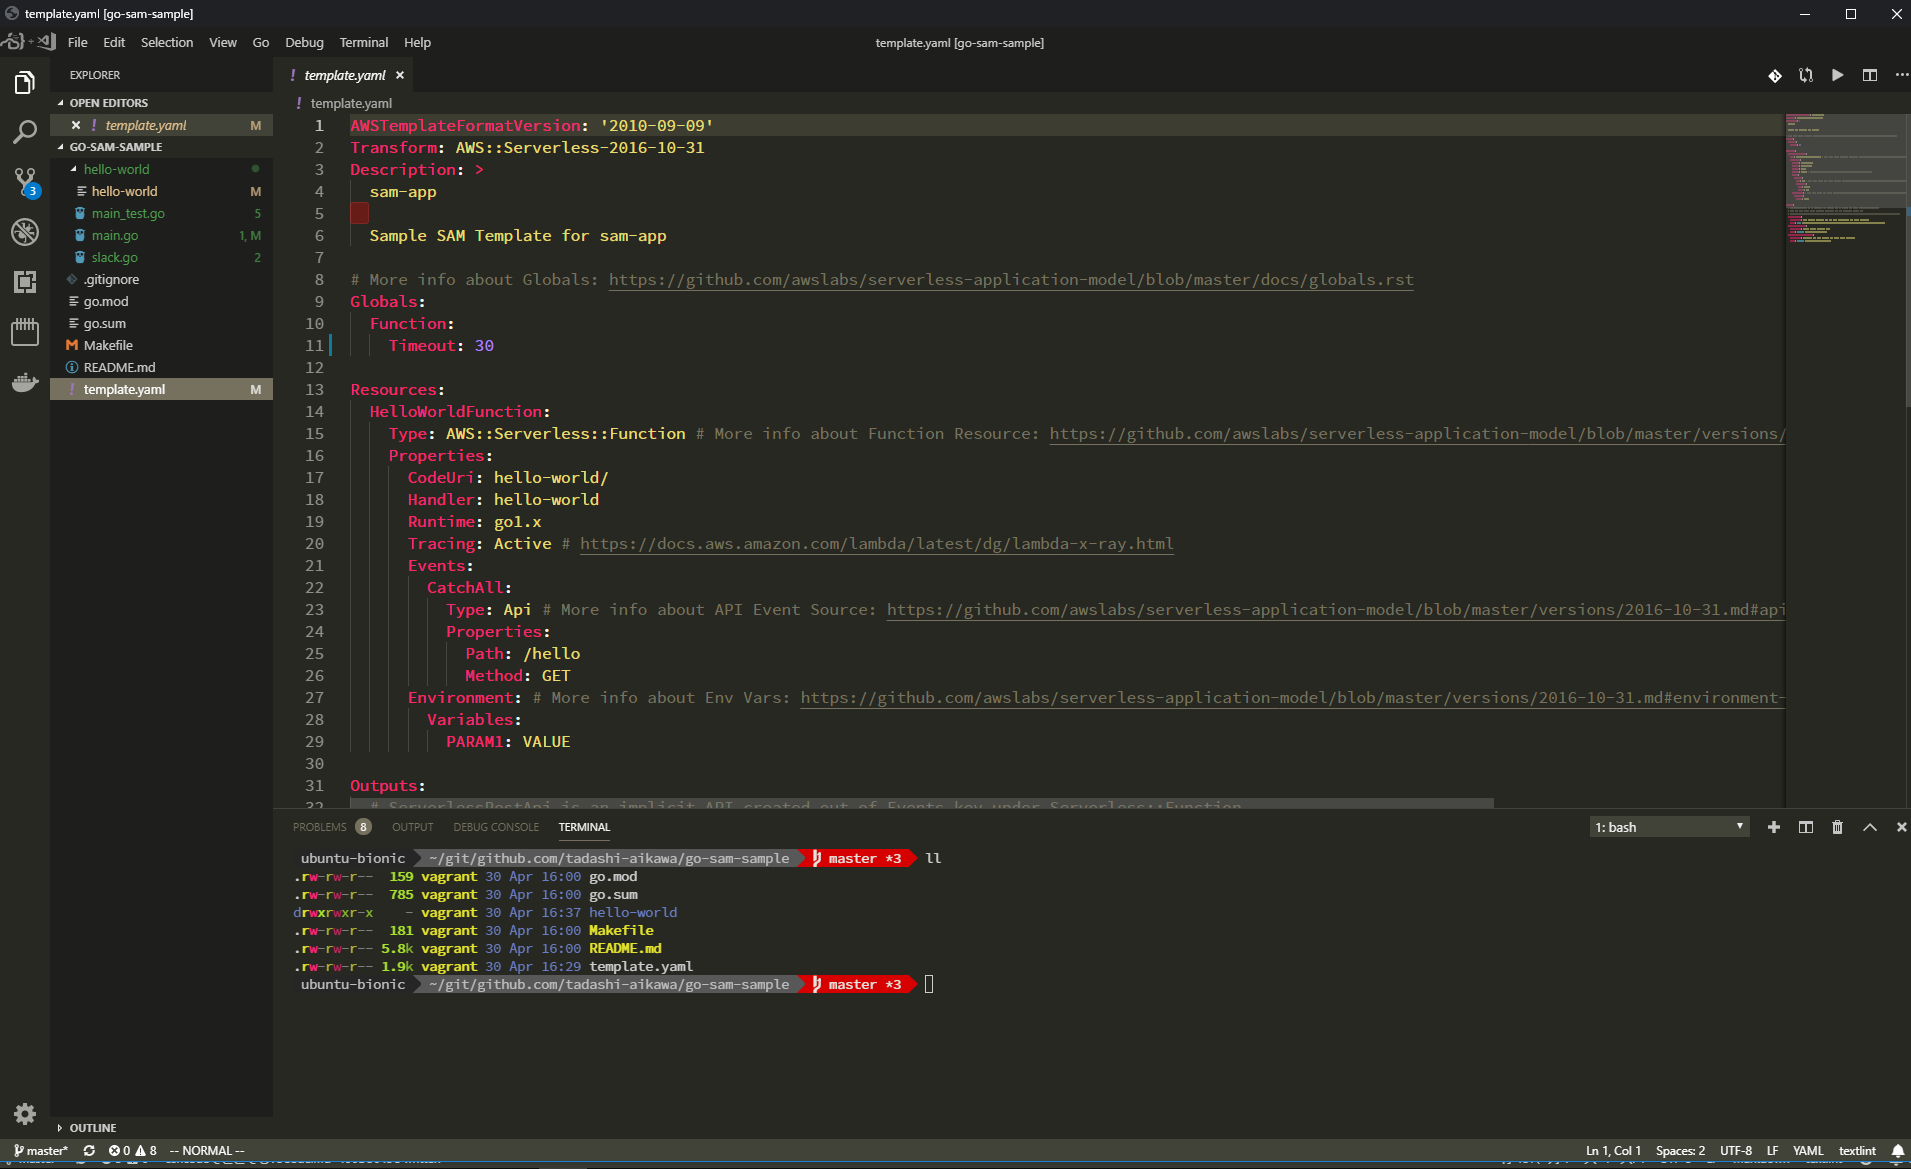 template.yaml [go-sam-sample]
File Edit Selection View Go Debug Terminal Help
template.yaml [go-sam-sample]
EXPLORER
OPEN EDITORS
template.yaml M
GO-SAM-SAMPLE
hello-world
hello-world M
main_test.go 5
main.go 1, M
slack.go 2
.gitignore
go.mod
go.sum
Makefile
README.md
template.yaml M
OUTLINE
3
template.yaml
template.yaml
1 AWSTemplateFormatVersion: '2010-09-09'
2 Transform: AWS::Serverless-2016-10-31
3 Description: >
4 sam-app
5
6 Sample SAM Template for sam-app
7
8 # More info about Globals: https://github.com/awslabs/serverless-application-model/blob/master/docs/globals.rst
9 Globals:
10 Function:
11 Timeout: 30
12
13 Resources:
14 HelloWorldFunction:
15 Type: AWS::Serverless::Function # More info about Function Resource: https://github.com/awslabs/serverless-application-model/blob/master/versions/
16 Properties:
17 CodeUri: hello-world/
18 Handler: hello-world
19 Runtime: go1.x
20 Tracing: Active # https://docs.aws.amazon.com/lambda/latest/dg/lambda-x-ray.html
21 Events:
22 CatchAll:
23 Type: Api # More info about API Event Source: https://github.com/awslabs/serverless-application-model/blob/master/versions/2016-10-31.md#api
24 Properties:
25 Path: /hello
26 Method: GET
27 Environment: # More info about Env Vars: https://github.com/awslabs/serverless-application-model/blob/master/versions/2016-10-31.md#environment-
28 Variables:
29 PARAM1: VALUE
30
31 Outputs:
32 # ServerlessRestApi is an implicit API created out of Events key under Serverless::Function
PROBLEMS 8 OUTPUT DEBUG CONSOLE TERMINAL 1: bash
ubuntu-bionic ~/git/github.com/tadashi-aikawa/go-sam-sample master *3 ll
.rw-rw-r-- 159 vagrant 30 Apr 16:00 go.mod
.rw-rw-r-- 785 vagrant 30 Apr 16:00 go.sum
drwxrwxr-x - vagrant 30 Apr 16:37 hello-world
.rw-rw-r-- 181 vagrant 30 Apr 16:00 Makefile
.rw-rw-r-- 5.8k vagrant 30 Apr 16:00 README.md
.rw-rw-r-- 1.9k vagrant 30 Apr 16:29 template.yaml
ubuntu-bionic ~/git/github.com/tadashi-aikawa/go-sam-sample master *3
master* 0 8 -- NORMAL -- Ln 1, Col 1 Spaces: 2 UTF-8 LF YAML textlint